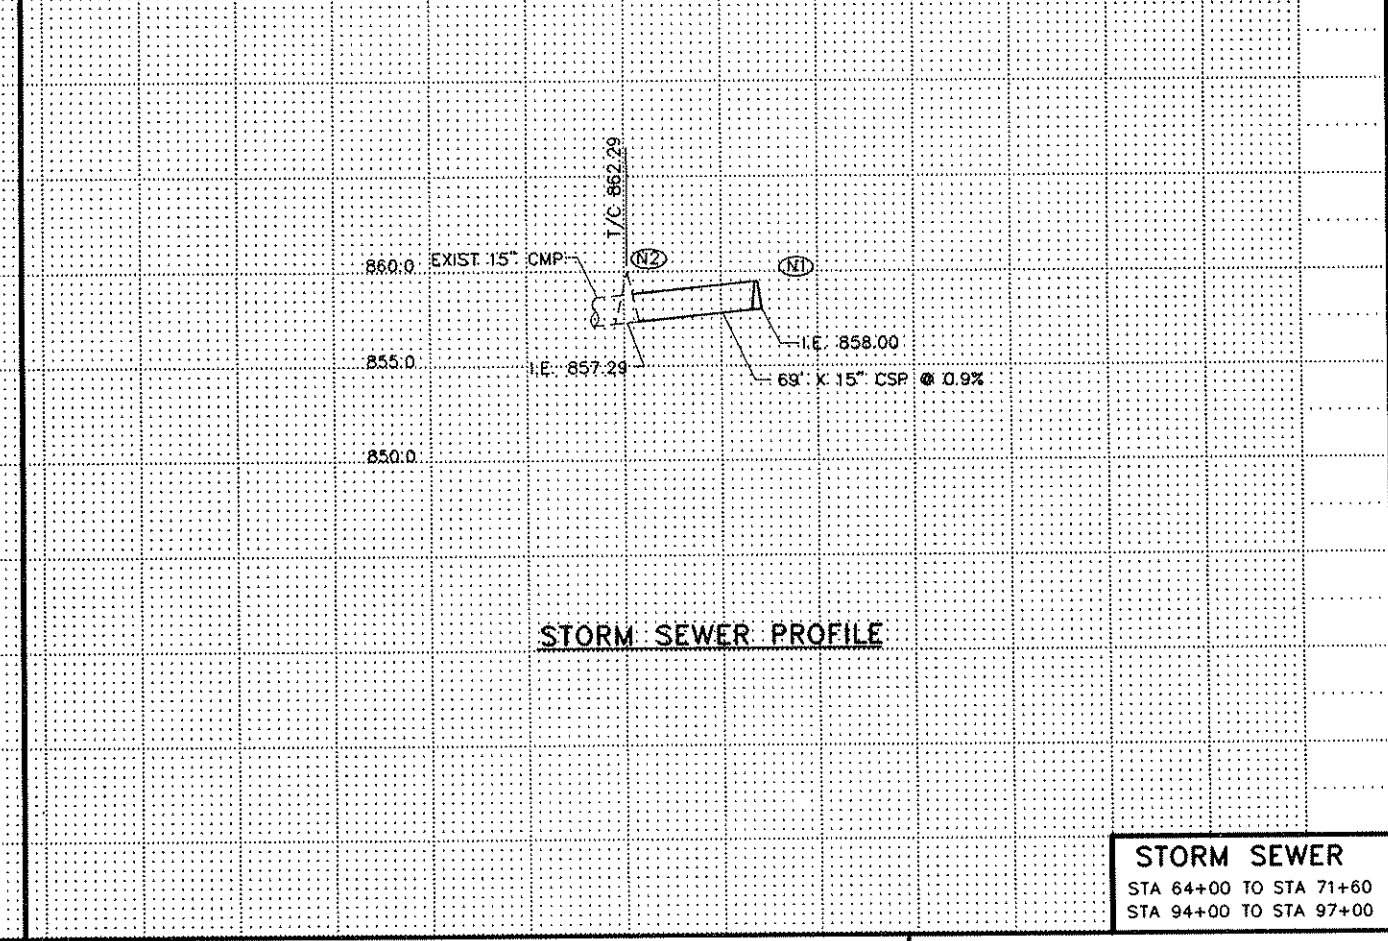 T/C 862.29
N2
N1
EXIST 15" CMP
860.0
I.E. 858.00
855.0
I.E. 857.29
69' X 15" CSP @ 0.9%
850.0
STORM SEWER PROFILE
STORM SEWER
STA 64+00 TO STA 71+60
STA 94+00 TO STA 97+00